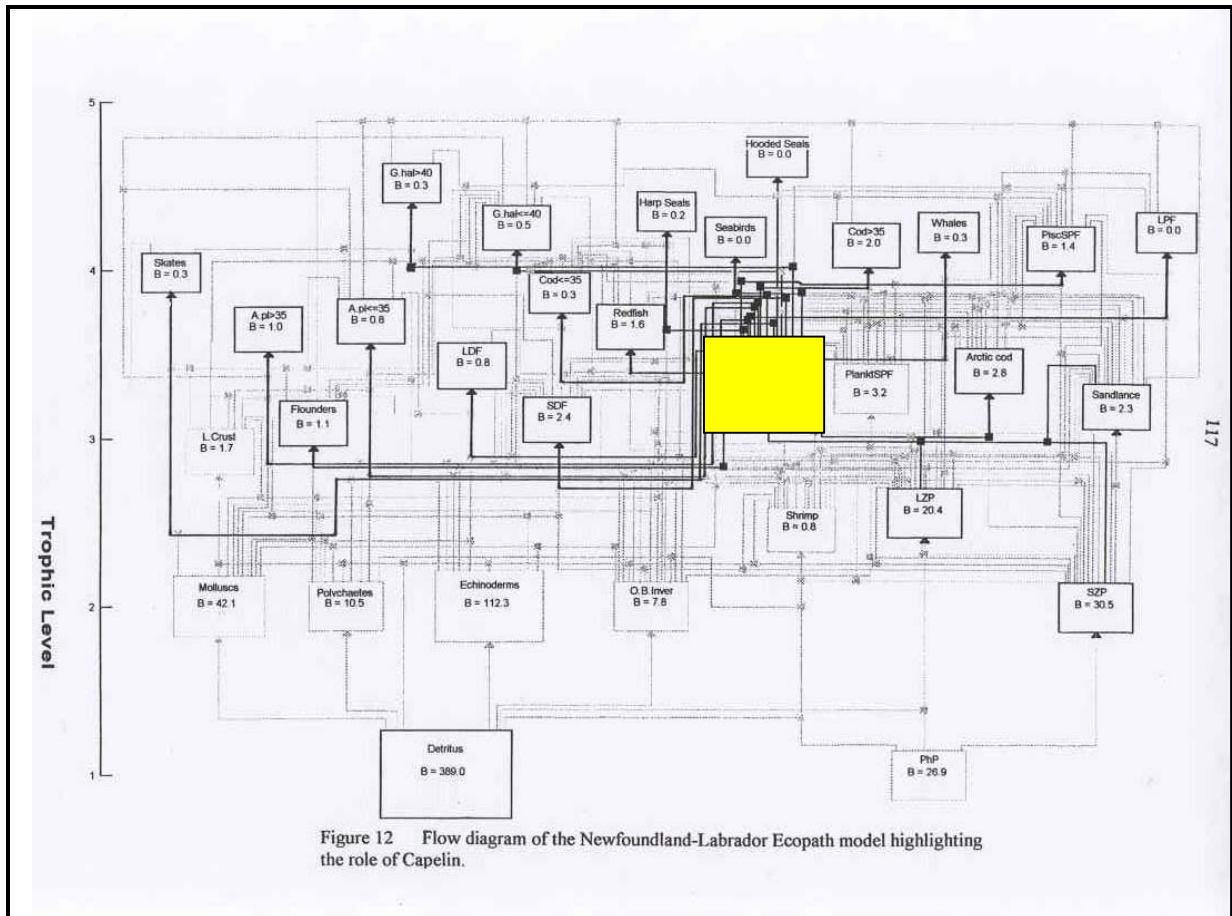 5
Hooded Seals
B = 0.0
G.hal>40
B = 0.3
G.hal<=40
B = 0.5
Harp Seals
B = 0.2
Seabirds
B = 0.0
Cod>35
B = 2.0
Whales
B = 0.3
PiscSPF
B = 1.4
LPF
B = 0.0
4
Skates
B = 0.3
Cod<=35
B = 0.3
A.pl>35
B = 1.0
A.pl<=35
B = 0.8
Redfish
B = 1.6
LDF
B = 0.8
PlanktSPF
B = 3.2
Arctic cod
B = 2.8
Sandlance
B = 2.3
Flounders
B = 1.1
SDF
B = 2.4
3
L.Crust
B = 1.7
117
LZP
B = 20.4
Shrimp
B = 0.8
Trophic Level
2
Molluscs
B = 42.1
Polychaetes
B = 10.5
Echinoderms
B = 112.3
O.B.Inver
B = 7.8
SZP
B = 30.5
1
Detritus
B = 389.0
PhP
B = 26.9
Figure 12 Flow diagram of the Newfoundland-Labrador Ecopath model highlighting
the role of Capelin.